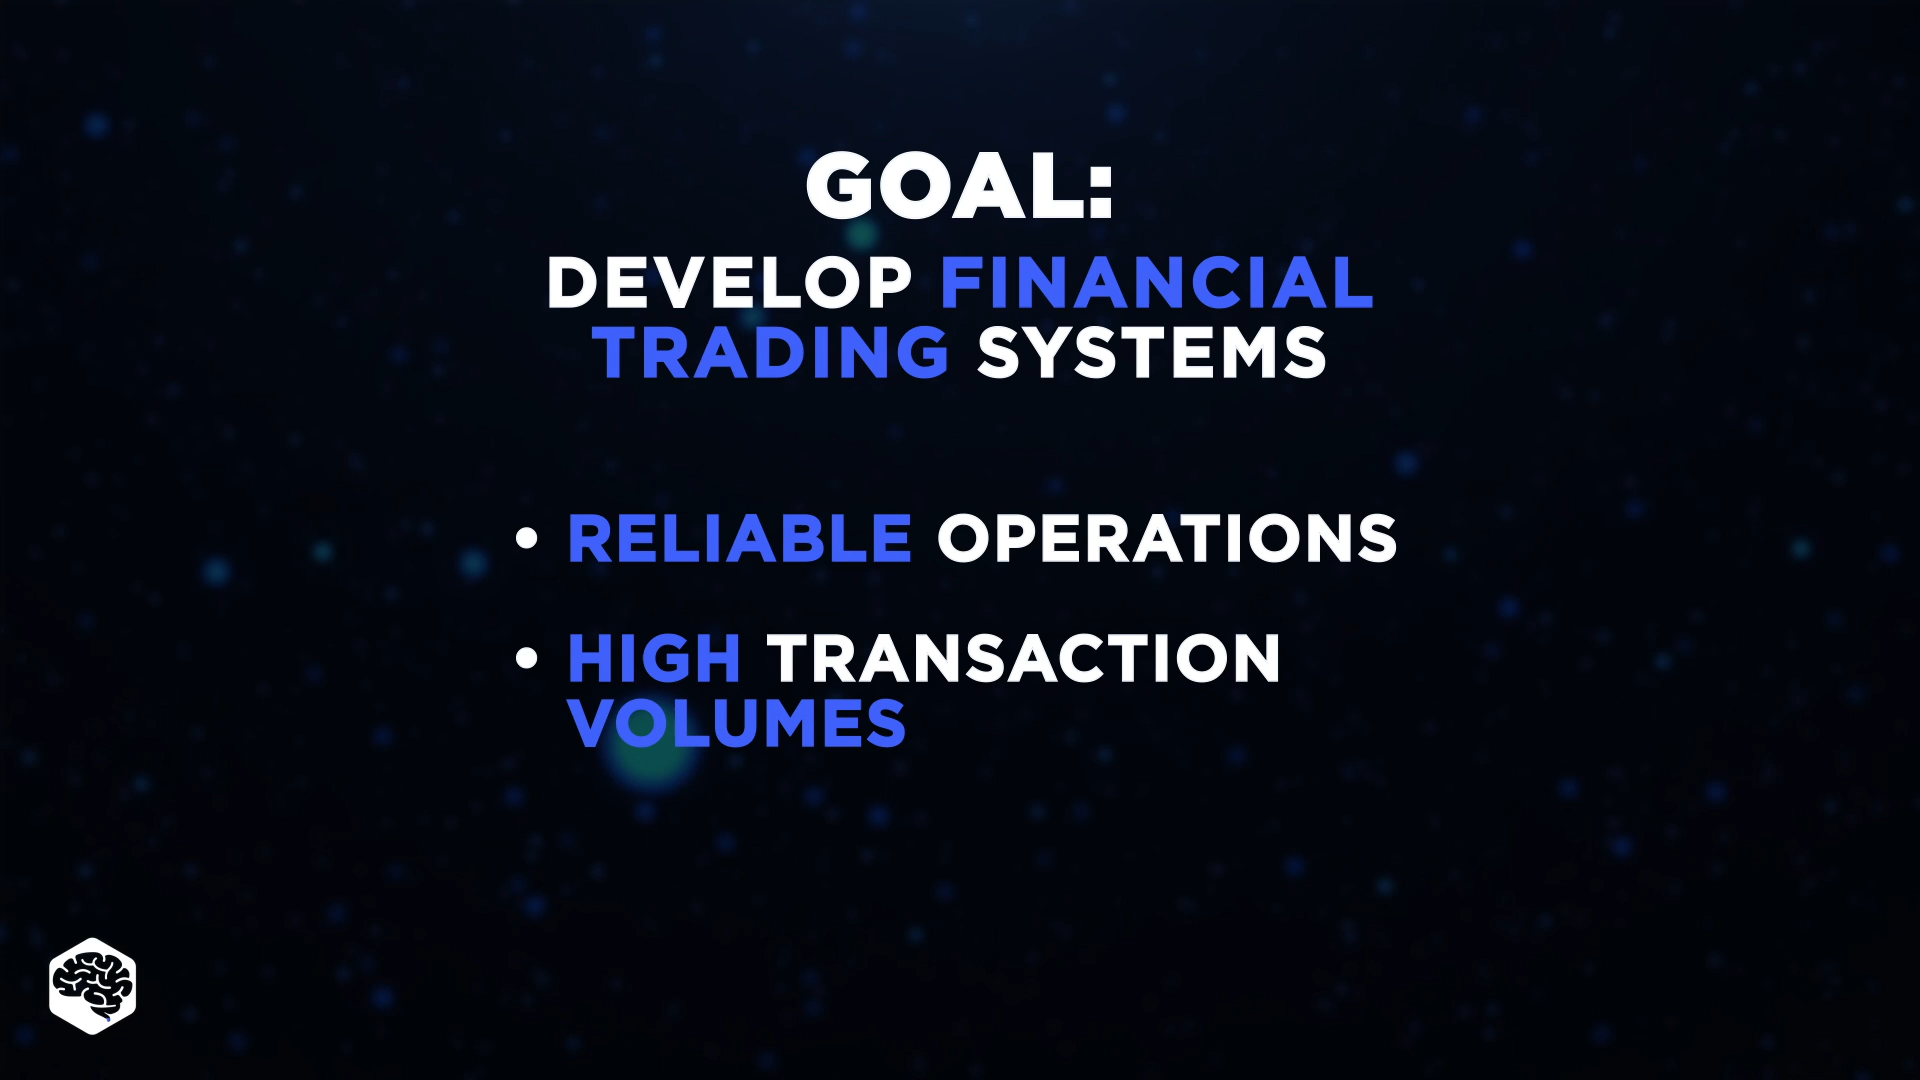 GOAL:
DEVELOP FINANCIAL
TRADING SYSTEMS
• RELIABLE OPERATIONS
• HIGH TRANSACTION
VOLUMES